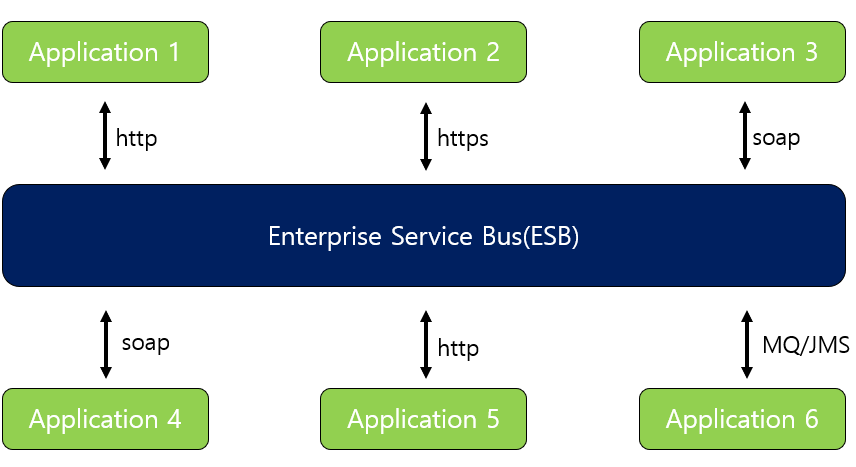 Application 1
Application 2
Application 3
http
https
soap
Enterprise Service Bus(ESB)
soap
http
MQ/JMS
Application 4
Application 5
Application 6